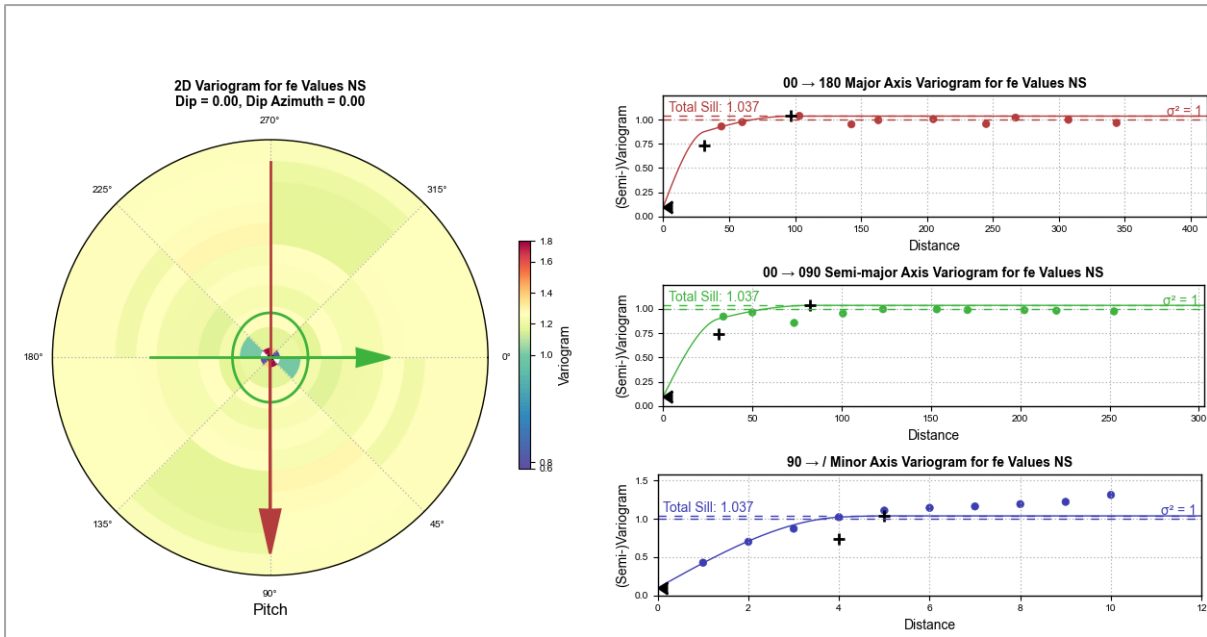 2D Variogram for fe Values NS
Dip = 0.00, Dip Azimuth = 0.00
270°
225°
315°
180°
0°
135°
45°
90°
Pitch
1.8
1.6
1.4
1.2
1.0
0.8
0.6
Variogram
00 → 180 Major Axis Variogram for fe Values NS
Total Sill: 1.037
σ² = 1
1.00
0.75
0.50
0.25
0.00
(Semi-)Variogram
0 50 100 150 200 250 300 350 400
Distance
00 → 090 Semi-major Axis Variogram for fe Values NS
Total Sill: 1.037
σ² = 1
1.00
0.75
0.50
0.25
0.00
(Semi-)Variogram
0 50 100 150 200 250 300
Distance
90 → / Minor Axis Variogram for fe Values NS
Total Sill: 1.037
σ² = 1
1.5
1.0
0.5
0.0
(Semi-)Variogram
0 2 4 6 8 10 12
Distance